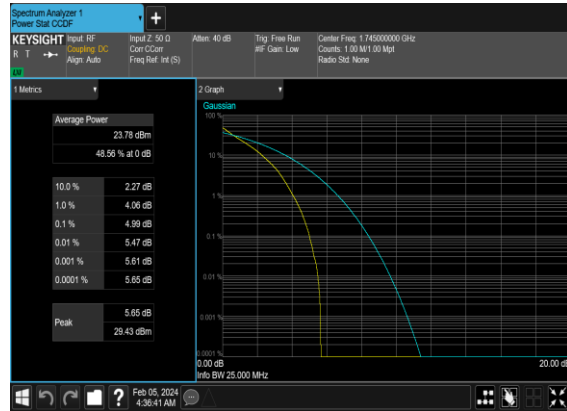 Spectrum Analyzer 1
Power Stat CCDF
KEYSIGHT
R T
LW
Input: RF
Coupling: DC
Align: Auto
Input Z: 50 Ω
Corr CCorr
Freq Ref: Int (S)
Atten: 40 dB
Trig: Free Run
#IF Gain: Low
Center Freq: 1.745000000 GHz
Counts: 1.00 M/1.00 Mpt
Radio Std: None
1 Metrics
Average Power
23.78 dBm
48.56 % at 0 dB
10.0 % 2.27 dB
1.0 % 4.06 dB
0.1 % 4.99 dB
0.01 % 5.47 dB
0.001 % 5.61 dB
0.0001 % 5.65 dB
Peak
5.65 dB
29.43 dBm
2 Graph
Gaussian
100 %
10 %
1 %
0.1 %
0.01 %
0.001 %
0.0001 %
0.00 dB
20.00 dB
Info BW 25.000 MHz
?
Feb 05, 2024
4:36:41 AM